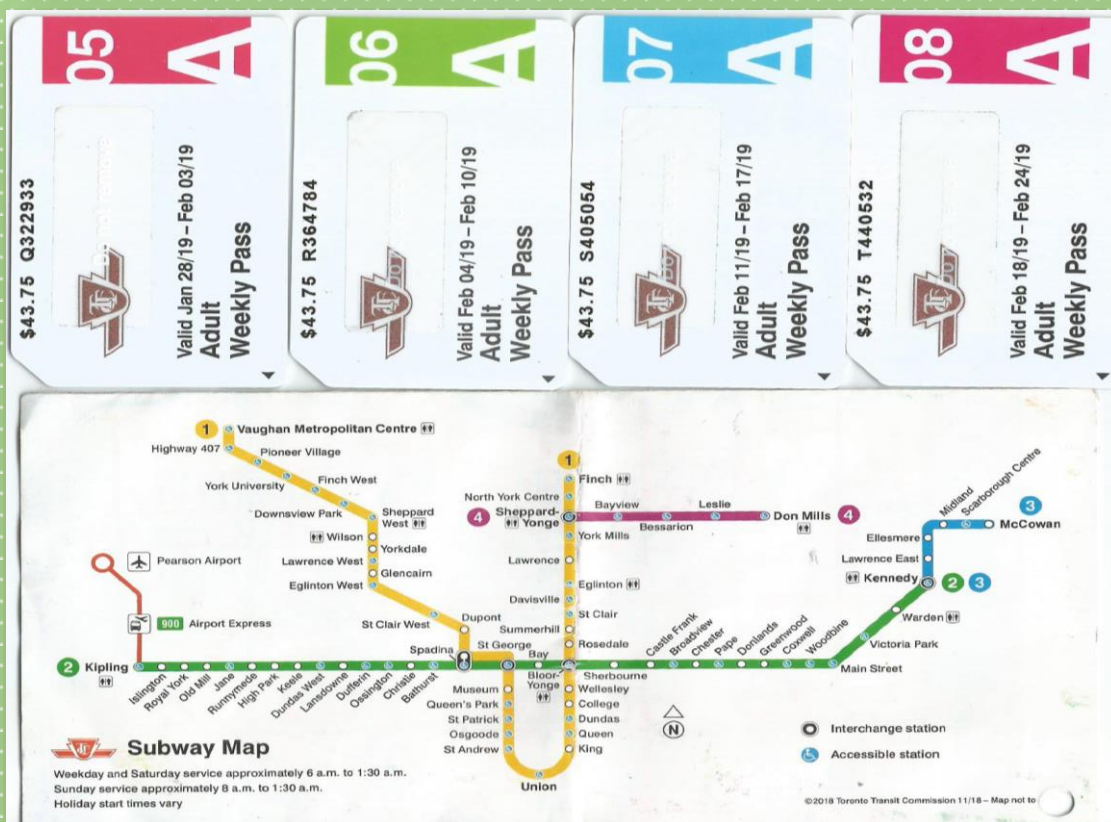 05
A
$43.75 Q322933
Valid Jan 28/19 – Feb 03/19
Adult
Weekly Pass
06
A
$43.75 R364784
Valid Feb 04/19 – Feb 10/19
Adult
Weekly Pass
07
A
$43.75 S405054
Valid Feb 11/19 – Feb 17/19
Adult
Weekly Pass
08
A
$43.75 T440532
Valid Feb 18/19 – Feb 24/19
Adult
Weekly Pass
1 Vaughan Metropolitan Centre
Highway 407
Pioneer Village
York University
Finch West
Downsview Park
Sheppard
West
Wilson
Yorkdale
Lawrence West
Glencairn
Eglinton West
St Clair West
Dupont
Spadina
St George
Museum
Queen's Park
St Patrick
Osgoode
St Andrew
Union
King
Queen
Dundas
College
Wellesley
Bloor-
Yonge
Rosedale
Summerhill
St Clair
Davisville
Eglinton
Lawrence
York Mills
4 Sheppard-
Yonge
North York Centre
Finch
1
Bayview
Bessarion
Leslie
Don Mills 4
Pearson Airport
900 Airport Express
2 Kipling
Islington
Royal York
Old Mill
Jane
Runnymede
High Park
Keele
Dundas West
Lansdowne
Dufferin
Ossington
Christie
Bathurst
Bay
Sherbourne
Castle Frank
Broadview
Chester
Pape
Donlands
Greenwood
Coxwell
Woodbine
Main Street
Victoria Park
Warden
Kennedy 2 3
Lawrence East
Ellesmere
Midland
Scarborough Centre
3
McCowan
N
Interchange station
Accessible station
Subway Map
Weekday and Saturday service approximately 6 a.m. to 1:30 a.m.
Sunday service approximately 8 a.m. to 1:30 a.m.
Holiday start times vary
©2018 Toronto Transit Commission 11/18 – Map not to